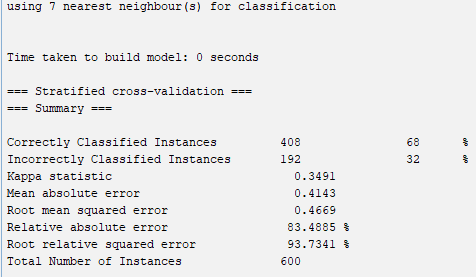 using 7 nearest neighbour(s) for classification
Time taken to build model: 0 seconds
=== Stratified cross-validation ===
=== Summary ===
Correctly Classified Instances 408 68 %
Incorrectly Classified Instances 192 32 %
Kappa statistic 0.3491
Mean absolute error 0.4143
Root mean squared error 0.4669
Relative absolute error 83.4885 %
Root relative squared error 93.7341 %
Total Number of Instances 600